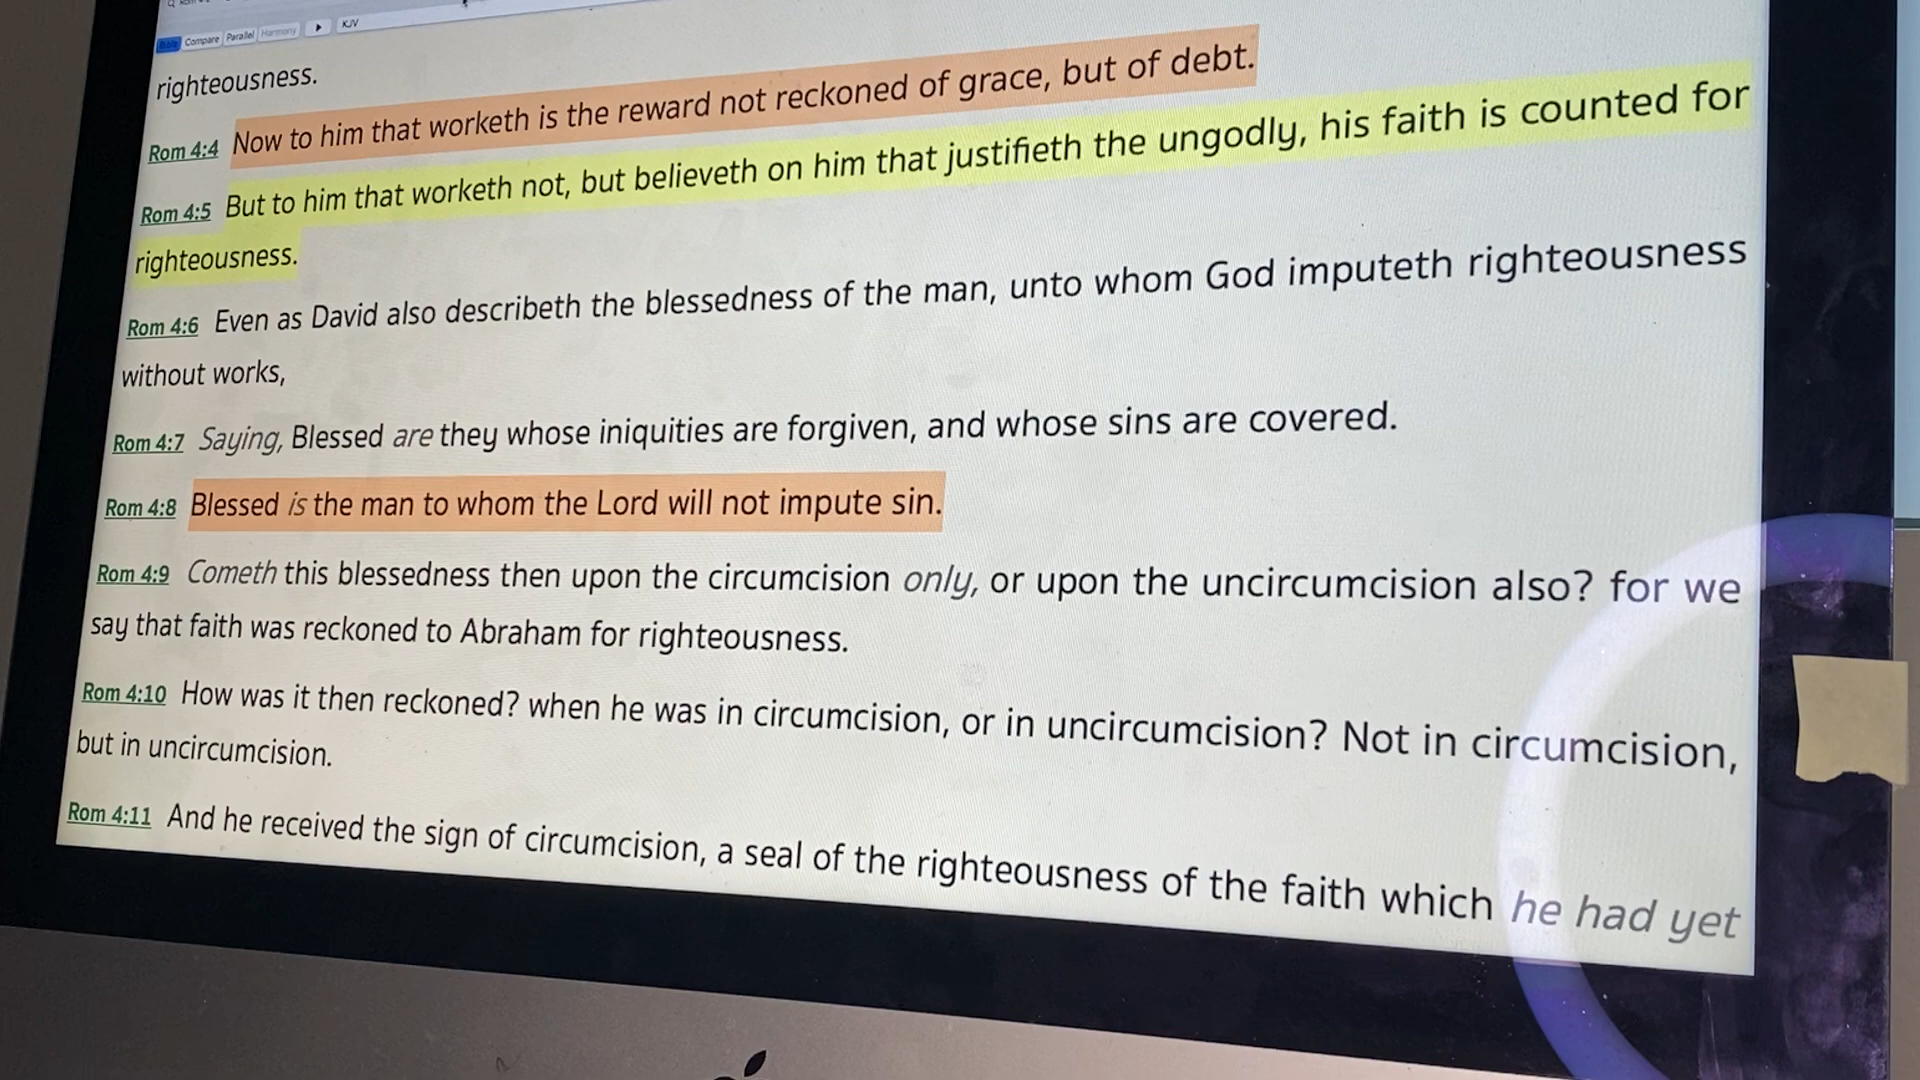 Bible Compare Parallel Harmony KJV
righteousness.
Rom 4:4 Now to him that worketh is the reward not reckoned of grace, but of debt.
Rom 4:5 But to him that worketh not, but believeth on him that justifieth the ungodly, his faith is counted for
righteousness.
Rom 4:6 Even as David also describeth the blessedness of the man, unto whom God imputeth righteousness
without works,
Rom 4:7 Saying, Blessed are they whose iniquities are forgiven, and whose sins are covered.
Rom 4:8 Blessed is the man to whom the Lord will not impute sin.
Rom 4:9 Cometh this blessedness then upon the circumcision only, or upon the uncircumcision also? for we
say that faith was reckoned to Abraham for righteousness.
Rom 4:10 How was it then reckoned? when he was in circumcision, or in uncircumcision? Not in circumcision,
but in uncircumcision.
Rom 4:11 And he received the sign of circumcision, a seal of the righteousness of the faith which he had yet